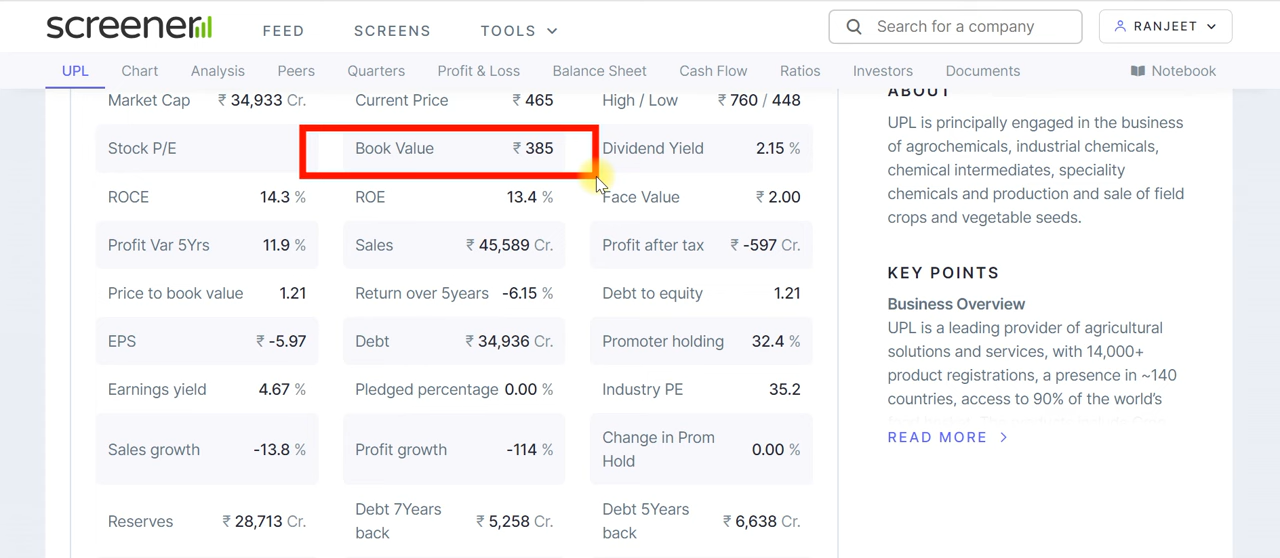 screener
FEED SCREENS TOOLS
Search for a company
RANJEET
UPL Chart Analysis Peers Quarters Profit & Loss Balance Sheet Cash Flow Ratios Investors Documents Notebook
Market Cap ₹ 34,933 Cr. Current Price ₹ 465 High / Low ₹ 760 / 448
Stock P/E Book Value ₹ 385 Dividend Yield 2.15 %
ROCE 14.3 % ROE 13.4 % Face Value ₹ 2.00
Profit Var 5Yrs 11.9 % Sales ₹ 45,589 Cr. Profit after tax ₹ -597 Cr.
Price to book value 1.21 Return over 5years -6.15 % Debt to equity 1.21
EPS ₹ -5.97 Debt ₹ 34,936 Cr. Promoter holding 32.4 %
Earnings yield 4.67 % Pledged percentage 0.00 % Industry PE 35.2
Sales growth -13.8 % Profit growth -114 % Change in Prom
Hold 0.00 %
Reserves ₹ 28,713 Cr. Debt 7Years
back ₹ 5,258 Cr. Debt 5Years
back ₹ 6,638 Cr.
ABOUT
UPL is principally engaged in the business
of agrochemicals, industrial chemicals,
chemical intermediates, speciality
chemicals and production and sale of field
crops and vegetable seeds.
KEY POINTS
Business Overview
UPL is a leading provider of agricultural
solutions and services, with 14,000+
product registrations, a presence in ~140
countries, access to 90% of the world's
READ MORE